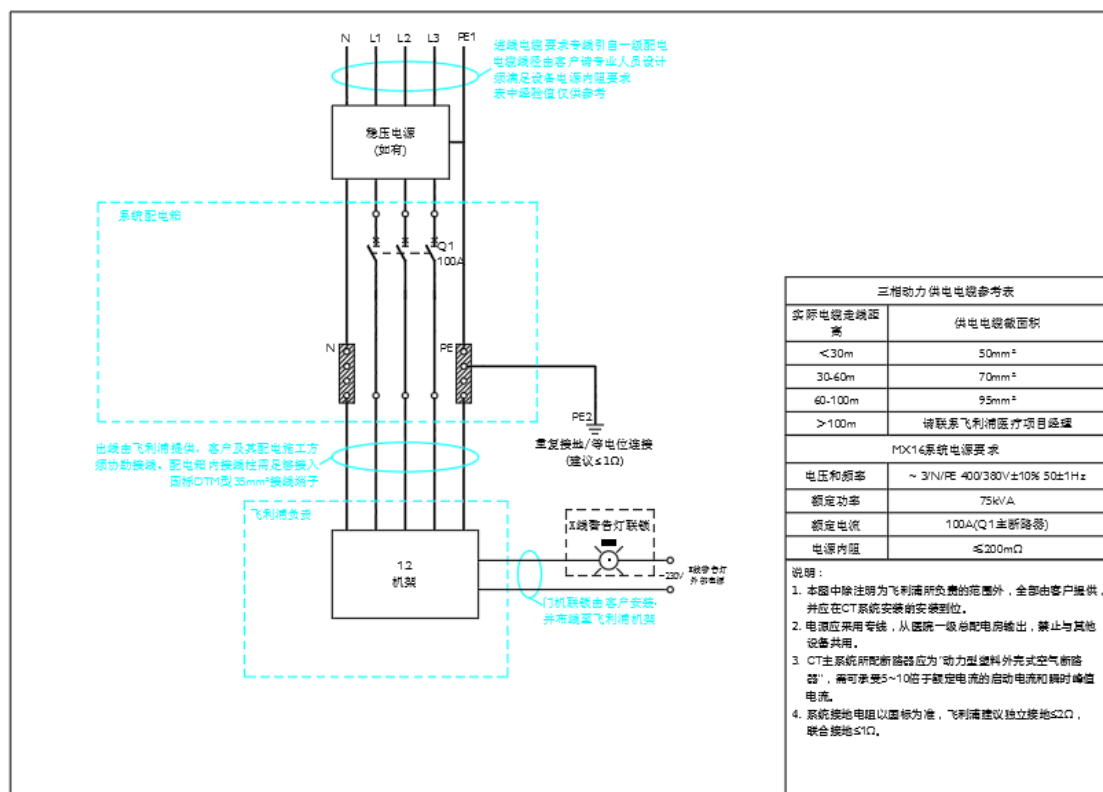 N L1 L2 L3 PE1
进线电缆要求专线引自一级配电
电缆线径由客户请专业人员设计
须满足设备电源内阻要求
表中经验值仅供参考
稳压电源
(如有)
系统配电箱
Q1
100A
N
PE
PE2
重复接地/等电位连接
(建议≤1Ω)
出线由飞利浦提供。客户及其配电施工方
须协助接线。配电箱内接线柱需足够接入
国标DTM型35mm²接线端子
飞利浦负责
1.2
机架
X线警告灯联锁
~230V
X线警告灯
外部电源
门机联锁由客户安装
并布线至飞利浦机架
三相动力供电电缆参考表
实际电缆走线距
离
供电电缆截面积
<30m 50mm²
30-60m 70mm²
60-100m 95mm²
>100m 请联系飞利浦医疗项目经理
MX16系统电源要求
电压和频率 ~ 3/N/PE 400/380V±10% 50±1Hz
额定功率 75kVA
额定电流 100A(Q1主断路器)
电源内阻 ≤200mΩ
说明：
1. 本图中除注明为飞利浦所负责的范围外，全部由客户提供，
并应在CT系统安装前安装到位。
2. 电源应采用专线，从医院一级总配电房输出，禁止与其他
设备共用。
3. CT主系统所配断路器应为"动力型塑料外壳式空气断路
器"，需可承受5~10倍于额定电流的启动电流和瞬时峰值
电流。
4. 系统接地电阻以国标为准，飞利浦建议独立接地≤2Ω，
联合接地≤1Ω。